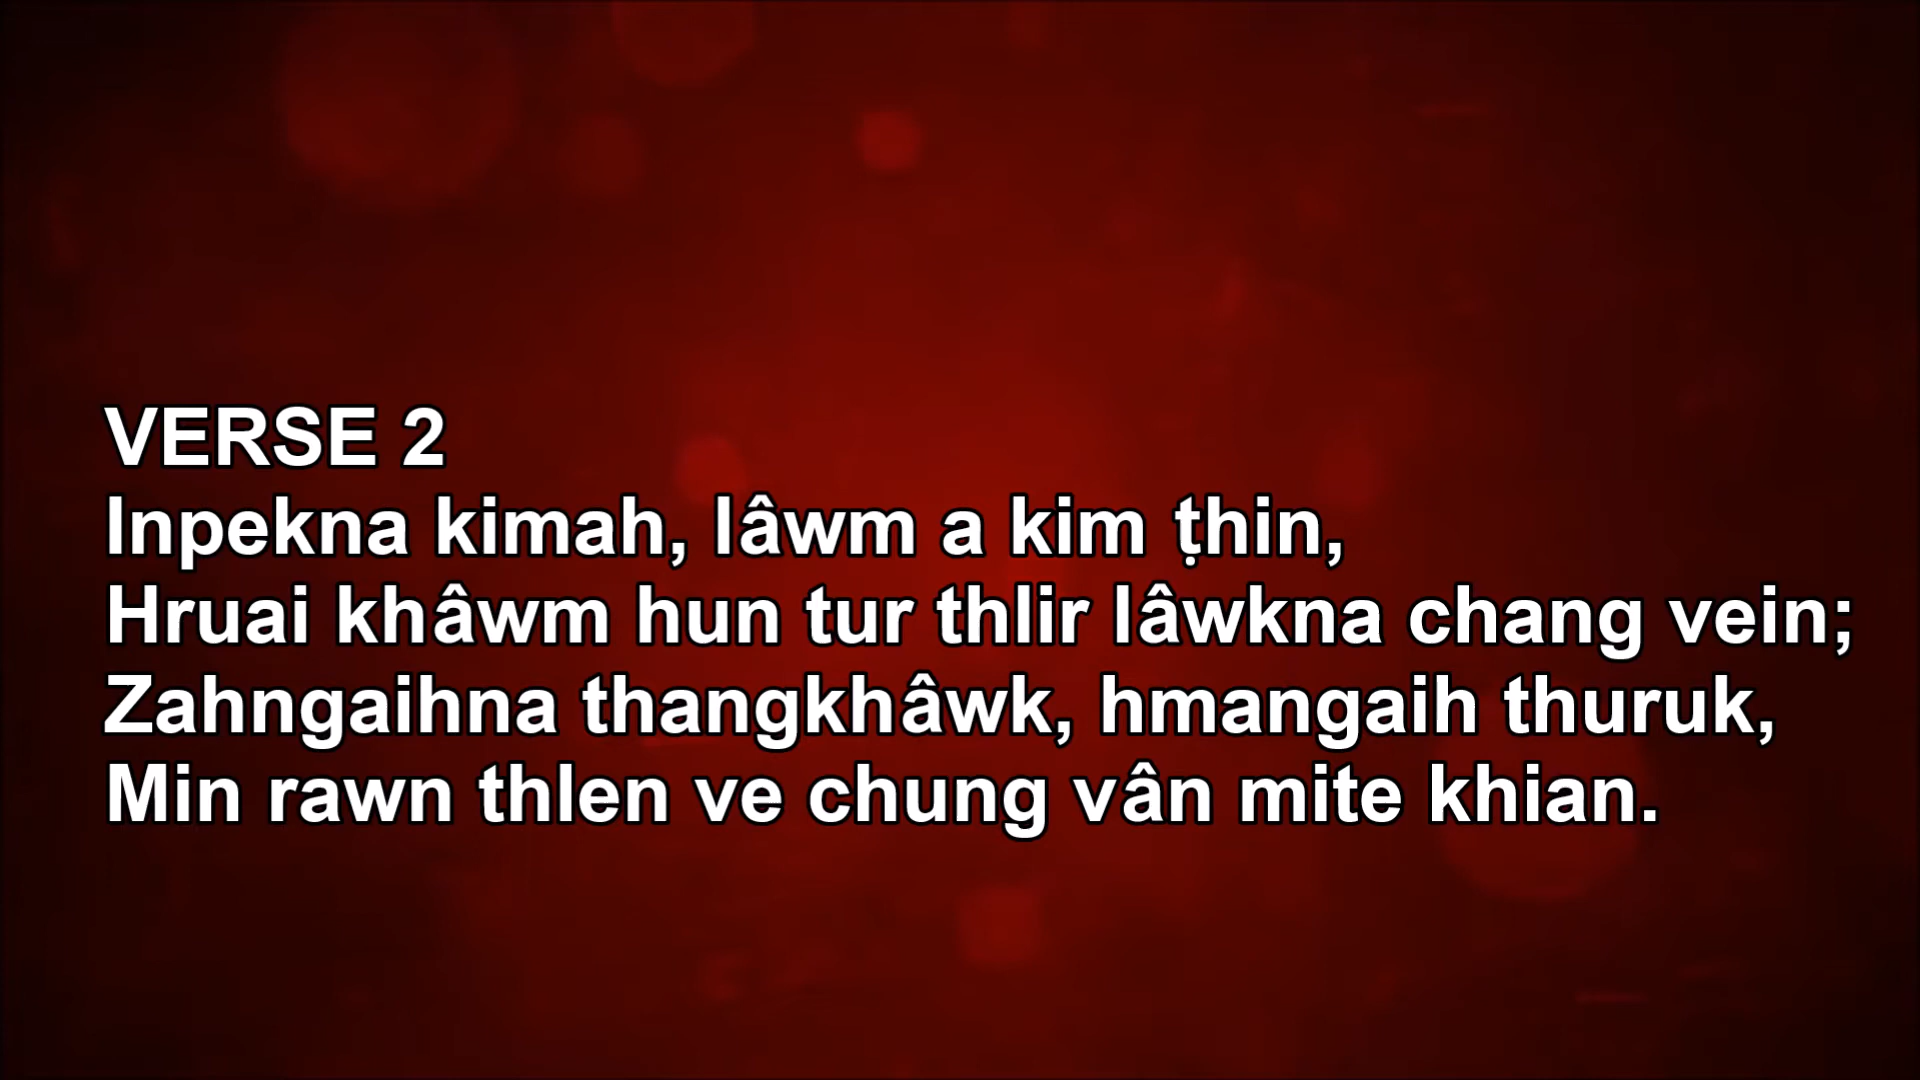 VERSE 2
Inpekna kimah, lâwm a kim ṭhin,
Hruai khâwm hun tur thlir lâwkna chang vein;
Zahngaihna thangkhâwk, hmangaih thuruk,
Min rawn thlen ve chung vân mite khian.